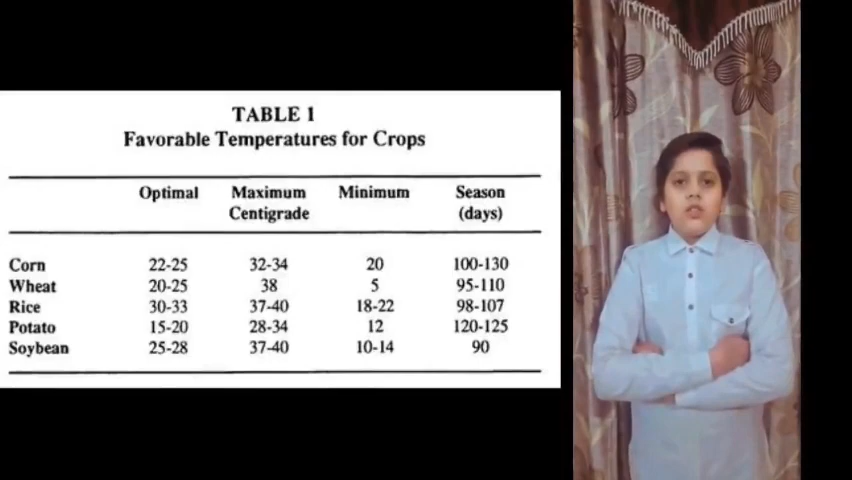 TABLE 1
Favorable Temperatures for Crops
Optimal Maximum Centigrade Minimum Season (days)
Corn 22-25 32-34 20 100-130
Wheat 20-25 38 5 95-110
Rice 30-33 37-40 18-22 98-107
Potato 15-20 28-34 12 120-125
Soybean 25-28 37-40 10-14 90